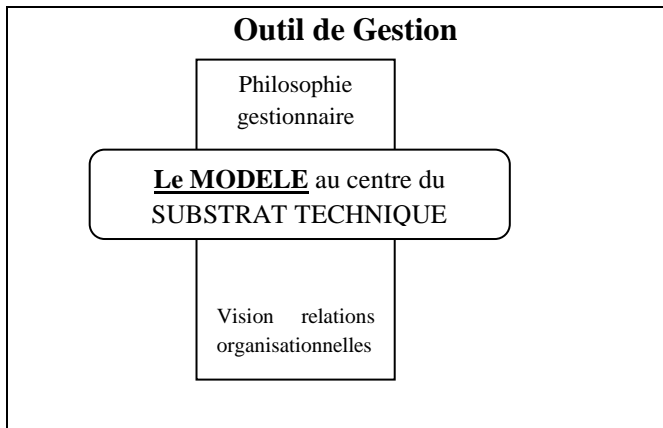 Outil de Gestion
Philosophie
gestionnaire
Le MODELE au centre du
SUBSTRAT TECHNIQUE
Vision relations
organisationnelles